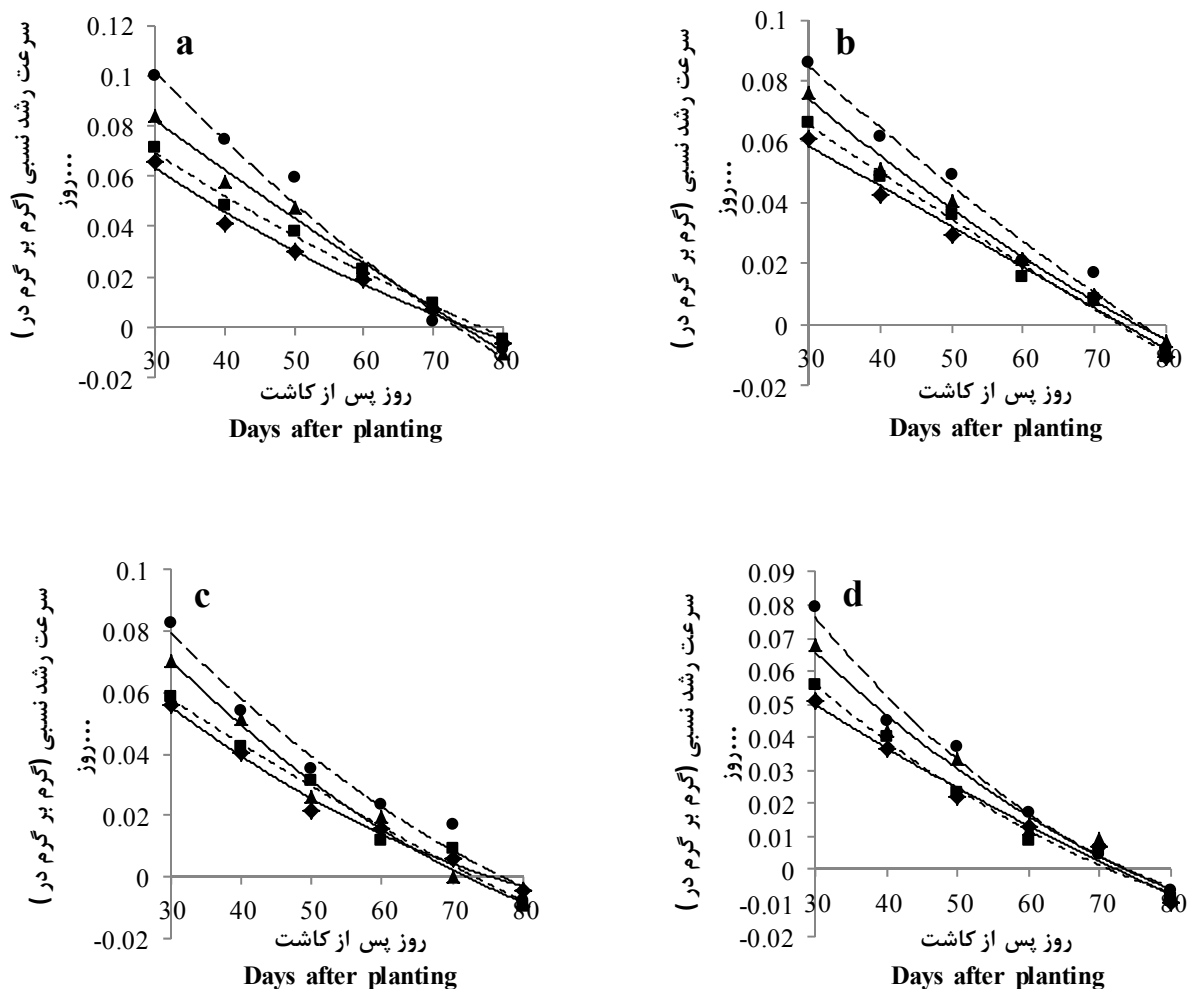 a
0.12
0.1
0.08
0.06
0.04
0.02
0
-0.02
30 40 50 60 70 80
سرعت رشد نسبی (گرم بر گرم در
روز...
)
روز پس از کاشت
Days after planting
b
0.1
0.08
0.06
0.04
0.02
0
-0.02
30 40 50 60 70 80
سرعت رشد نسبی (گرم بر گرم در
روز...
)
روز پس از کاشت
Days after planting
c
0.1
0.08
0.06
0.04
0.02
0
-0.02
30 40 50 60 70 80
سرعت رشد نسبی (گرم بر گرم در
روز...
)
روز پس از کاشت
Days after planting
d
0.09
0.08
0.07
0.06
0.05
0.04
0.03
0.02
0.01
0
-0.01
-0.02
30 40 50 60 70 80
سرعت رشد نسبی (گرم بر گرم در
روز...
)
روز پس از کاشت
Days after planting